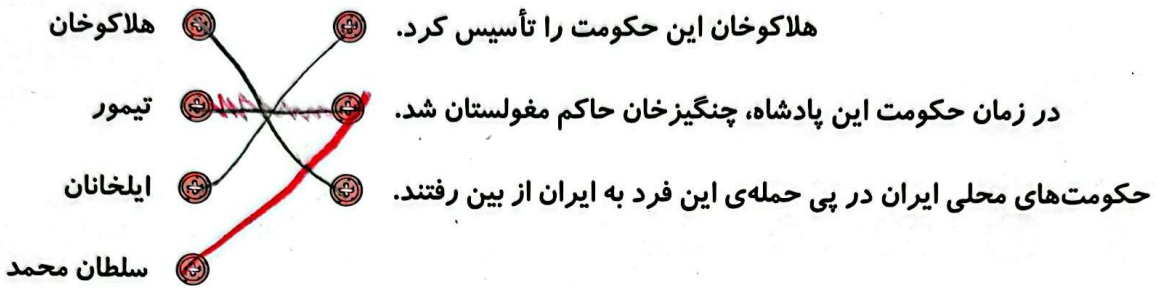 هلاکوخان این حکومت را تأسیس کرد.
هلاکوخان
در زمان حکومت این پادشاه، چنگیزخان حاکم مغولستان شد.
تیمور
حکومت‌های محلی ایران در پی حمله‌ی این فرد به ایران از بین رفتند.
ایلخانان
سلطان محمد